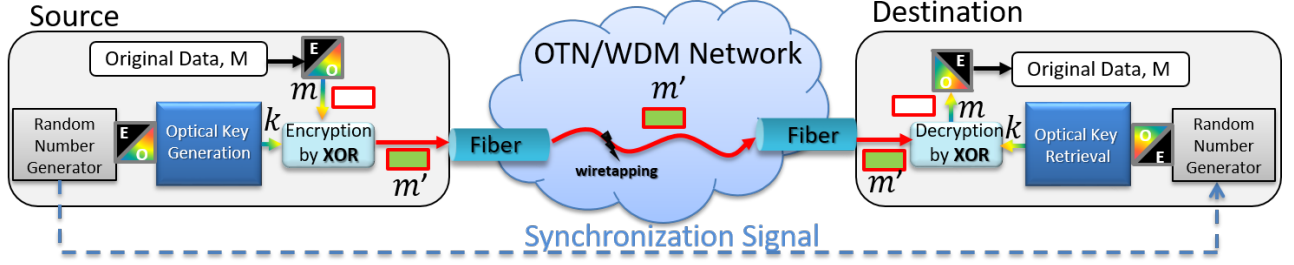 Source
Original Data, M
E
O
m
Random
Number
Generator
E
O
Optical Key
Generation
k
Encryption
by XOR
m'
Fiber
OTN/WDM Network
m'
wiretapping
Fiber
Synchronization Signal
Destination
E
O
Original Data, M
m
m'
Decryption
by XOR
k
Optical Key
Retrieval
O
E
Random
Number
Generator